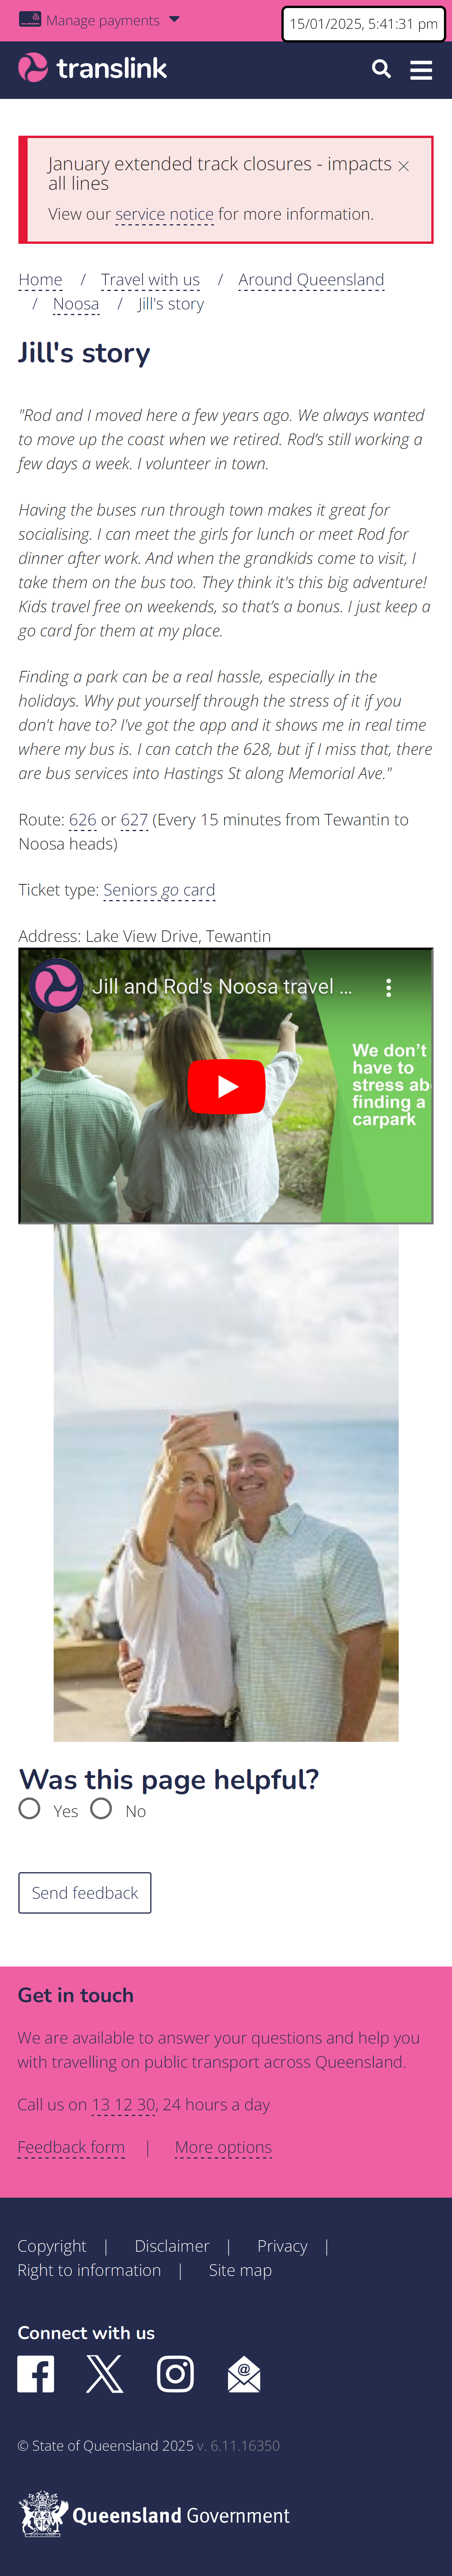 Manage payments
15/01/2025, 5:41:31 pm
translink
January extended track closures - impacts
all lines
View our service notice for more information.
Home / Travel with us / Around Queensland
/ Noosa / Jill's story
Jill's story
"Rod and I moved here a few years ago. We always wanted
to move up the coast when we retired. Rod’s still working a
few days a week. I volunteer in town.
Having the buses run through town makes it great for
socialising. I can meet the girls for lunch or meet Rod for
dinner after work. And when the grandkids come to visit, I
take them on the bus too. They think it's this big adventure!
Kids travel free on weekends, so that’s a bonus. I just keep a
go card for them at my place.
Finding a park can be a real hassle, especially in the
holidays. Why put yourself through the stress of it if you
don't have to? I've got the app and it shows me in real time
where my bus is. I can catch the 628, but if I miss that, there
are bus services into Hastings St along Memorial Ave."
Route: 626 or 627 (Every 15 minutes from Tewantin to
Noosa heads)
Ticket type: Seniors go card
Address: Lake View Drive, Tewantin
Jill and Rod's Noosa travel ...
We don’t
have to
stress ab
finding a
carpark
Was this page helpful?
Yes No
Send feedback
Get in touch
We are available to answer your questions and help you
with travelling on public transport across Queensland.
Call us on 13 12 30, 24 hours a day
Feedback form | More options
Copyright | Disclaimer | Privacy |
Right to information | Site map
Connect with us
© State of Queensland 2025 v. 6.11.16350
Queensland Government